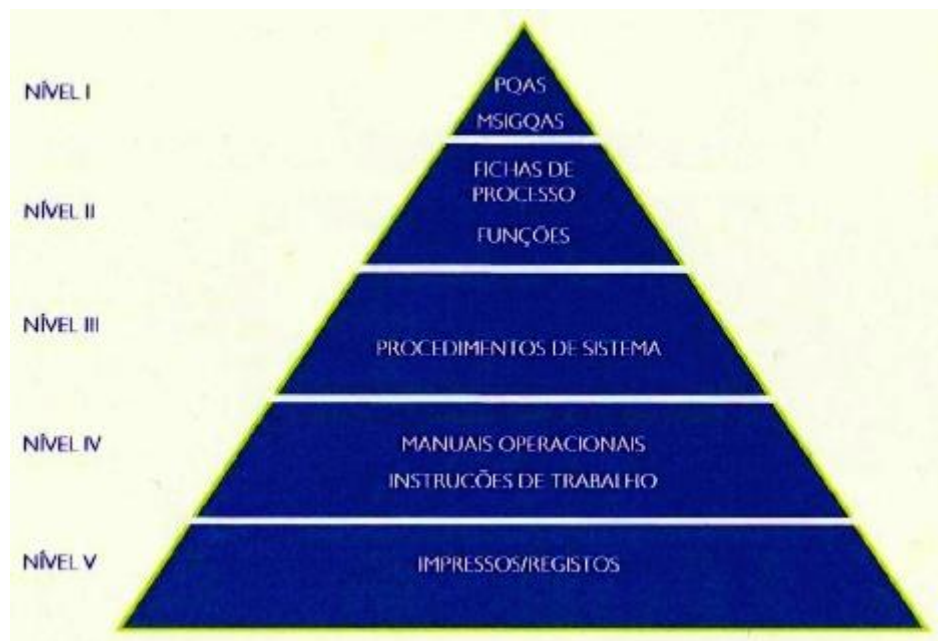 NÍVEL I
PQAS
MSIGQAS
NÍVEL II
FICHAS DE
PROCESSO
FUNÇÕES
NÍVEL III
PROCEDIMENTOS DE SISTEMA
NÍVEL IV
MANUAIS OPERACIONAIS
INSTRUCÕES DE TRABALHO
NÍVEL V
IMPRESSOS/REGISTOS